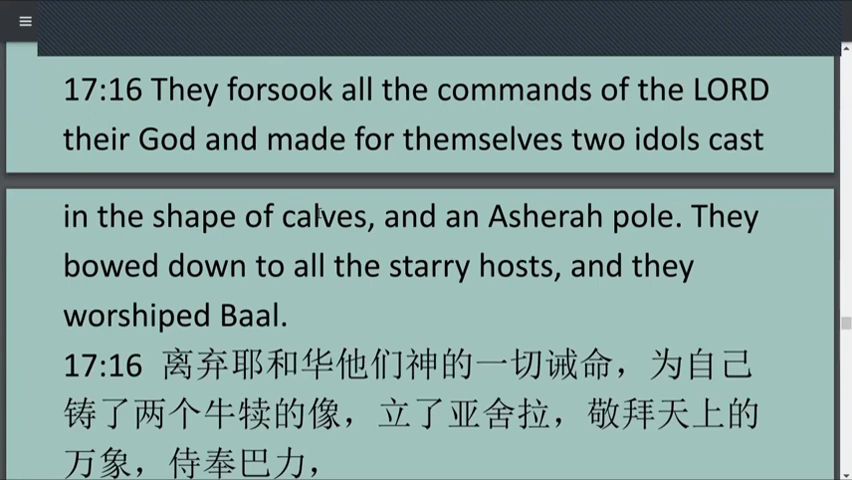 17:16 They forsook all the commands of the LORD
their God and made for themselves two idols cast
in the shape of calves, and an Asherah pole. They
bowed down to all the starry hosts, and they
worshiped Baal.
17:16 离弃耶和华他们神的一切诫命，为自己
铸了两个牛犊的像，立了亚舍拉，敬拜天上的
万象，侍奉巴力，